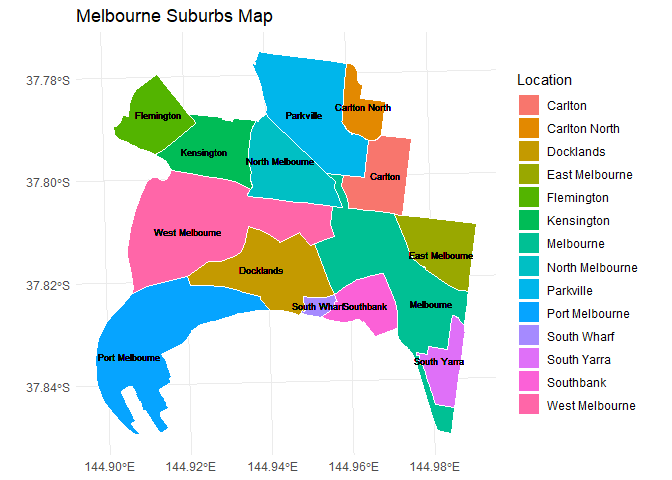 Melbourne Suburbs Map
37.78°S
37.80°S
37.82°S
37.84°S
Flemington
Kensington
Parkville
Carlton North
North Melbourne
Carlton
West Melbourne
East Melbourne
Docklands
South Wharf
Southbank
Melbourne
Port Melbourne
South Yarra
144.90°E
144.92°E
144.94°E
144.96°E
144.98°E
Location
Carlton
Carlton North
Docklands
East Melbourne
Flemington
Kensington
Melbourne
North Melbourne
Parkville
Port Melbourne
South Wharf
South Yarra
Southbank
West Melbourne